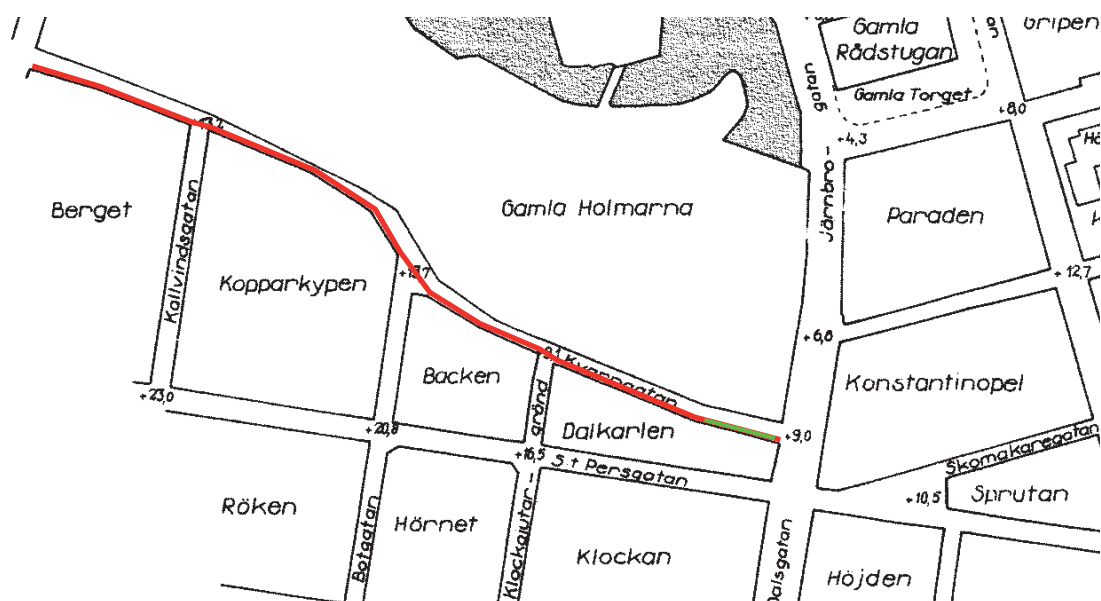 Gamla
Rådstugan
Gripen
gatan
Gamla Torget
+8,0
+4,3
Järnbro-
Berget
Kallvindsgatan
Gamla Holmarna
Paraden
Kopparkypen
+12,7
+6,8
Backen
Kvarngatan
Konstantinopel
+23,0
gränd
Dalkarlen
+9,0
+20,8
+16,5
S:t Persgatan
Skomakaregatan
+10,5
Sprutan
Röken
Botgatan
Hörnet
Klockgjutar-
Klockan
Dalsgatan
Höjden